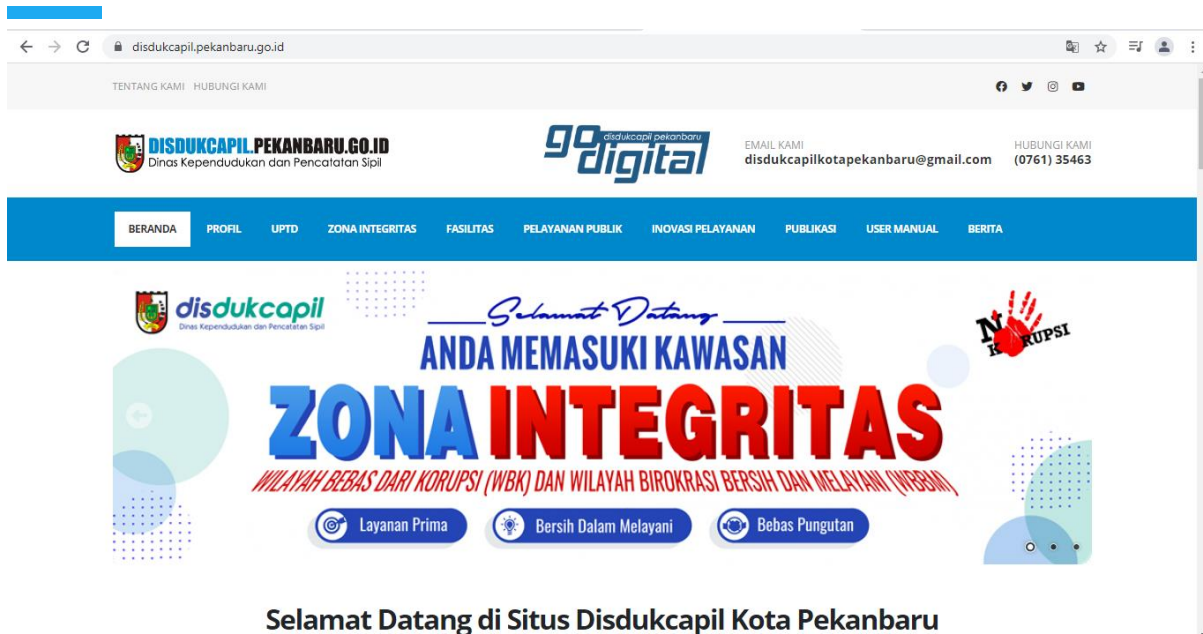 disdukcapil.pekanbaru.go.id
TENTANG KAMI HUBUNGI KAMI
DISDUKCAPIL.PEKANBARU.GO.ID
Dinas Kependudukan dan Pencatatan Sipil
go digital
disdukcapil pekanbaru
EMAIL KAMI
disdukcapilkotapekanbaru@gmail.com
HUBUNGI KAMI
(0761) 35463
BERANDA PROFIL UPTD ZONA INTEGRITAS FASILITAS PELAYANAN PUBLIK INOVASI PELAYANAN PUBLIKASI USER MANUAL BERITA
disdukcapil
Dinas Kependudukan dan Pencatatan Sipil
Selamat Datang
ANDA MEMASUKI KAWASAN
NO KORUPSI
ZONA INTEGRITAS
WILAYAH BEBAS DARI KORUPSI (WBK) DAN WILAYAH BIROKRASI BERSIH DAN MELAYANI (WBBM)
Layanan Prima
Bersih Dalam Melayani
Bebas Pungutan
Selamat Datang di Situs Disdukcapil Kota Pekanbaru